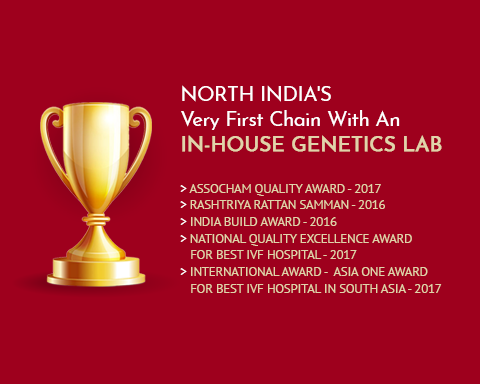 NORTH INDIA'S
Very First Chain With An
IN-HOUSE GENETICS LAB
> ASSOCHAM QUALITY AWARD - 2017
> RASHTRIYA RATTAN SAMMAN - 2016
> INDIA BUILD AWARD - 2016
> NATIONAL QUALITY EXCELLENCE AWARD
FOR BEST IVF HOSPITAL - 2017
> INTERNATIONAL AWARD - ASIA ONE AWARD
FOR BEST IVF HOSPITAL IN SOUTH ASIA - 2017